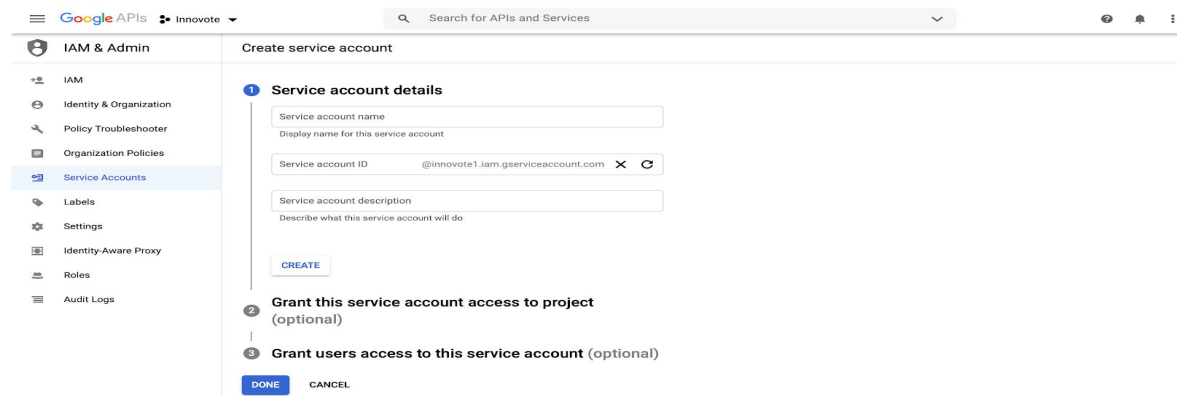 Google APIs Innovote
Search for APIs and Services
IAM & Admin
Create service account
IAM
Identity & Organization
Policy Troubleshooter
Organization Policies
Service Accounts
Labels
Settings
Identity-Aware Proxy
Roles
Audit Logs
1 Service account details
Service account name
Display name for this service account
Service account ID @innovote1.iam.gserviceaccount.com
Service account description
Describe what this service account will do
CREATE
2 Grant this service account access to project
(optional)
3 Grant users access to this service account (optional)
DONE CANCEL